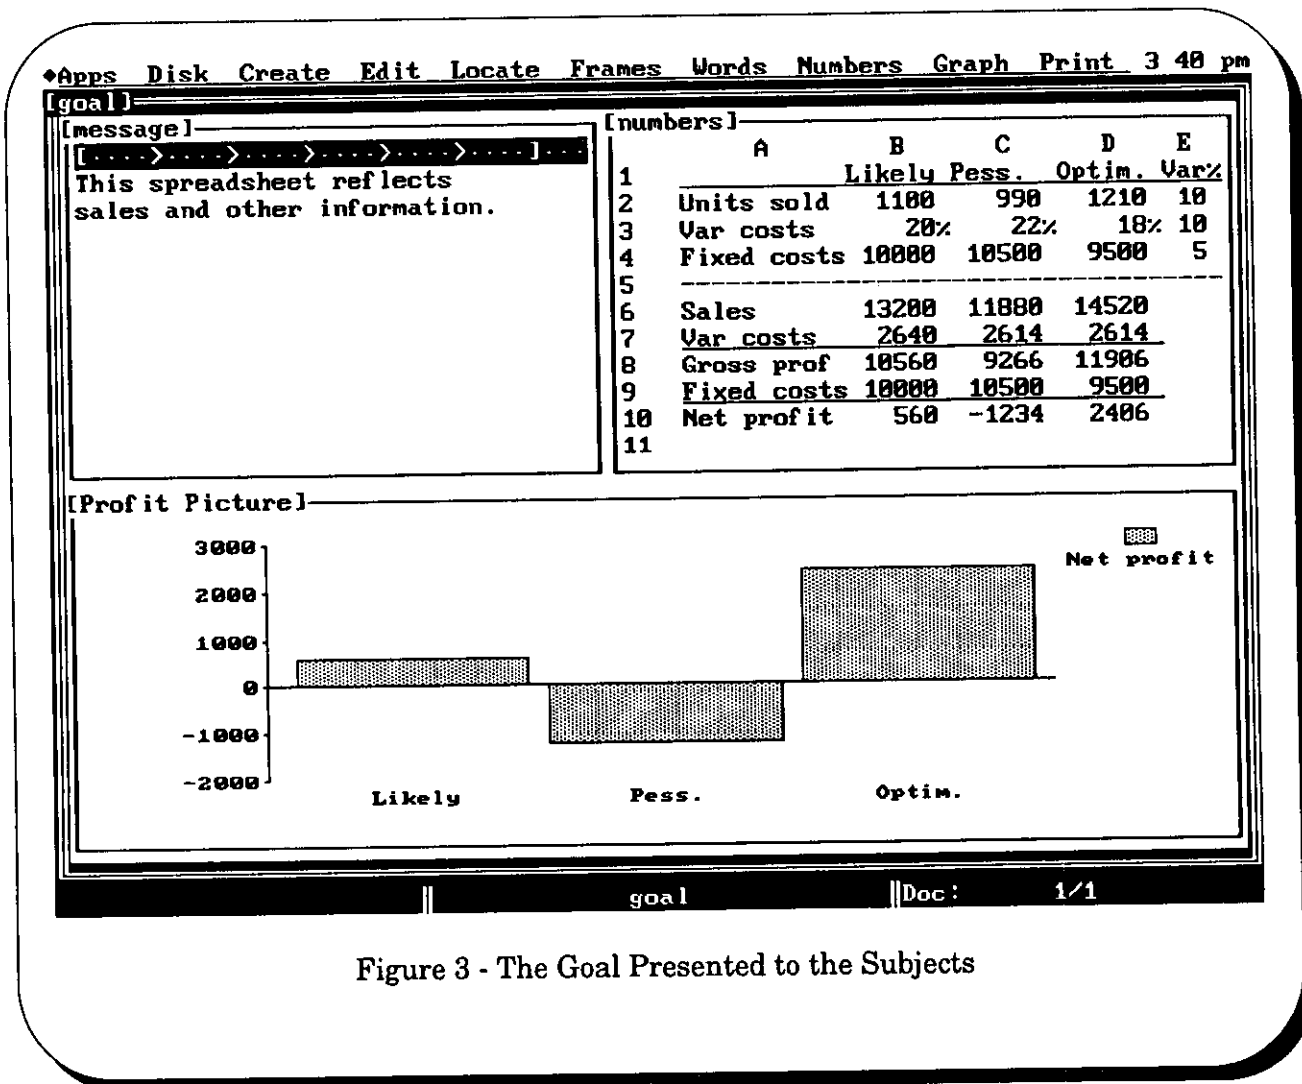 ◆Apps Disk Create Edit Locate Frames Words Numbers Graph Print 3 40 pm
[goal]
[message]
[....>....>....>....>....>....]...
This spreadsheet reflects
sales and other information.
[numbers]
A B C D E
1 Likely Pess. Optim. Var%
2 Units sold 1100 990 1210 10
3 Var costs 20% 22% 18% 10
4 Fixed costs 10000 10500 9500 5
5
6 Sales 13200 11880 14520
7 Var costs 2640 2614 2614
8 Gross prof 10560 9266 11906
9 Fixed costs 10000 10500 9500
10 Net profit 560 -1234 2406
11
[Profit Picture]
3000
2000
1000
0
-1000
-2000
Likely Pess. Optim.
Net profit
goal Doc: 1/1
Figure 3 - The Goal Presented to the Subjects